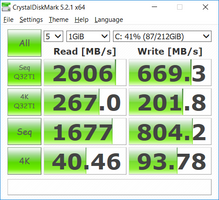 CrystalDiskMark 5.2.1 x64
File Settings Theme Help Language
All 5 1GiB C: 41% (87/212GiB)
Read [MB/s] Write [MB/s]
Seq Q32T1 2606 669.3
4K Q32T1 267.0 201.8
Seq 1677 804.2
4K 40.46 93.78